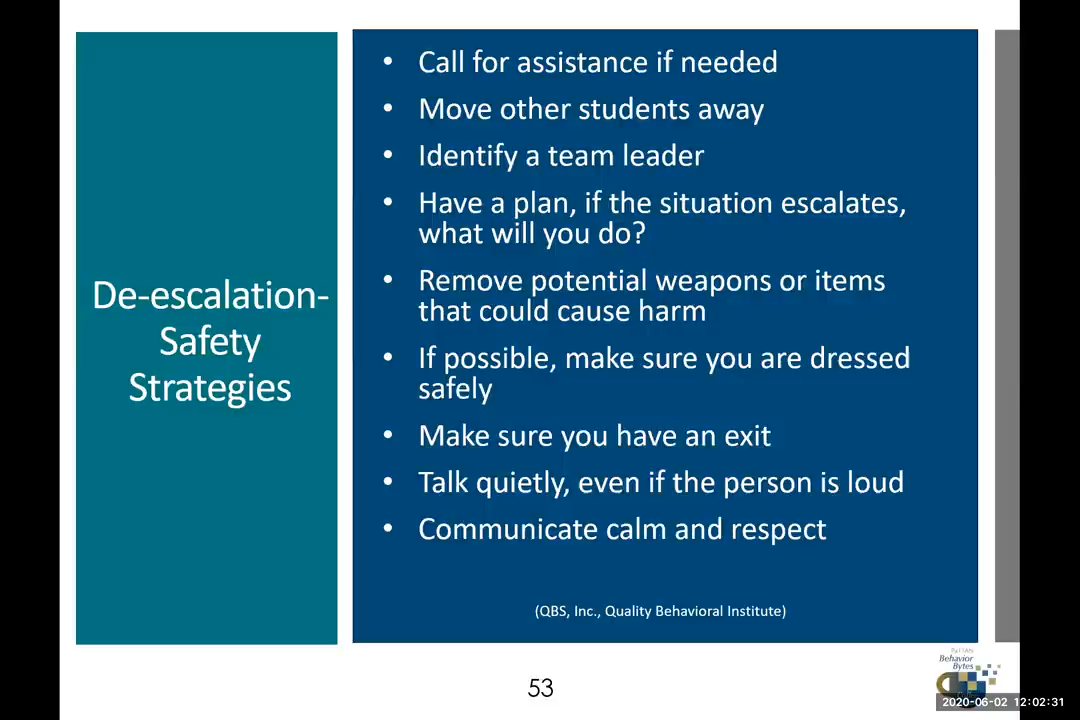 De-escalation-
Safety
Strategies
• Call for assistance if needed
• Move other students away
• Identify a team leader
• Have a plan, if the situation escalates,
what will you do?
• Remove potential weapons or items
that could cause harm
• If possible, make sure you are dressed
safely
• Make sure you have an exit
• Talk quietly, even if the person is loud
• Communicate calm and respect
(QBS, Inc., Quality Behavioral Institute)
53
PaTTAN
Behavior
Bytes
2020-06-02 12:02:31